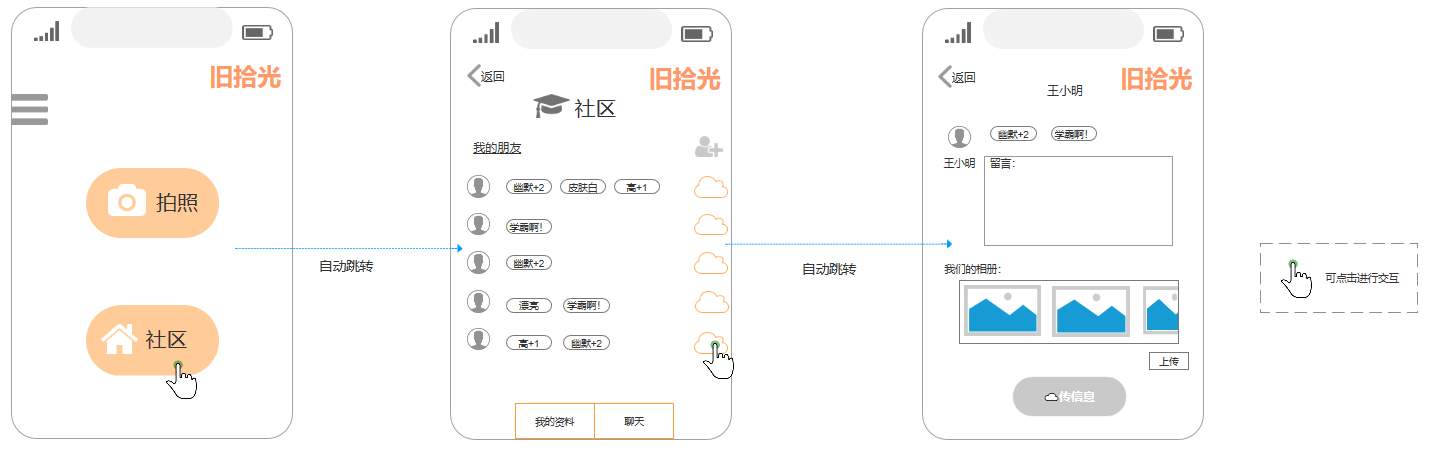 旧拾光
拍照
社区
自动跳转
返回
旧拾光
社区
我的朋友
幽默+2 皮肤白 高+1
学霸啊！
幽默+2
漂亮 学霸啊！
高+1 幽默+2
我的资料 聊天
自动跳转
返回
旧拾光
王小明
幽默+2 学霸啊！
王小明
留言：
我们的相册：
上传
传信息
可点击进行交互